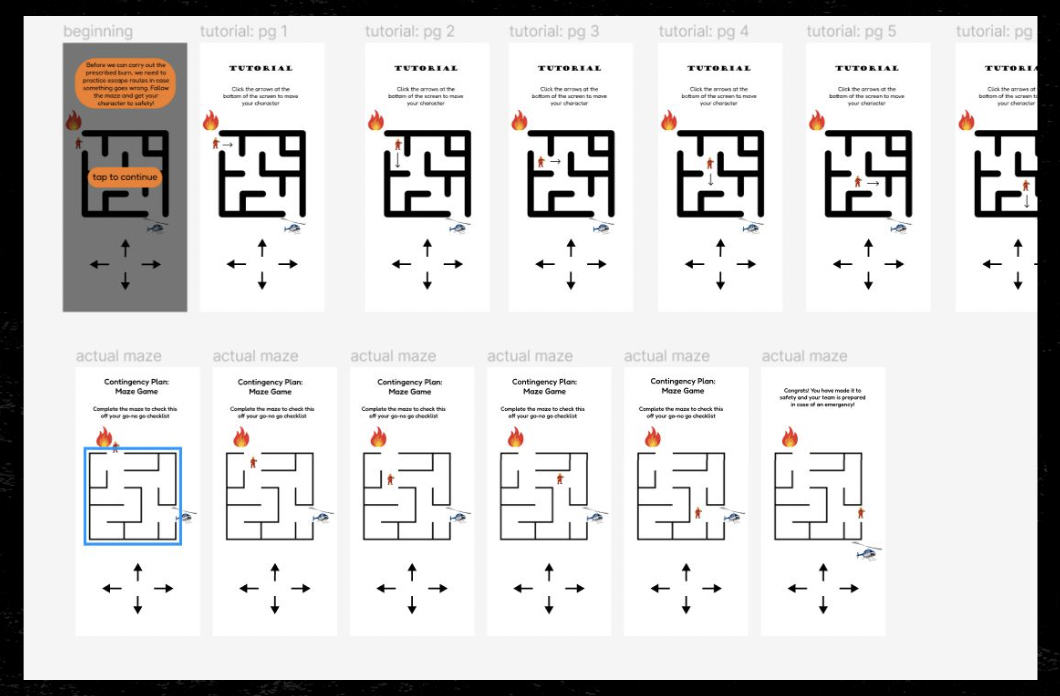 beginning
tutorial: pg 1
tutorial: pg 2
tutorial: pg 3
tutorial: pg 4
tutorial: pg 5
tutorial: pg
Before we can carry out the
prescribed burn, we need to
practice escape routes in case
something goes wrong. Follow
the maze and get your
character to safety!
tap to continue
TUTORIAL
Click the arrows at the
bottom of the screen to move
your character
TUTORIAL
Click the arrows at the
bottom of the screen to move
your character
TUTORIAL
Click the arrows at the
bottom of the screen to move
your character
TUTORIAL
Click the arrows at the
bottom of the screen to move
your character
TUTORIAL
Click the arrows at the
bottom of the screen to move
your character
TUTORIA
Click the arrows at
bottom of the screen to
your character
actual maze
actual maze
actual maze
actual maze
actual maze
actual maze
Contingency Plan:
Maze Game
Complete the maze to check this
off your go-no go checklist
Contingency Plan:
Maze Game
Complete the maze to check this
off your go-no go checklist
Contingency Plan:
Maze Game
Complete the maze to check this
off your go-no go checklist
Contingency Plan:
Maze Game
Complete the maze to check this
off your go-no go checklist
Contingency Plan:
Maze Game
Complete the maze to check this
off your go-no go checklist
Congrats! You have made it to
safety and your team is prepared
in case of an emergency!